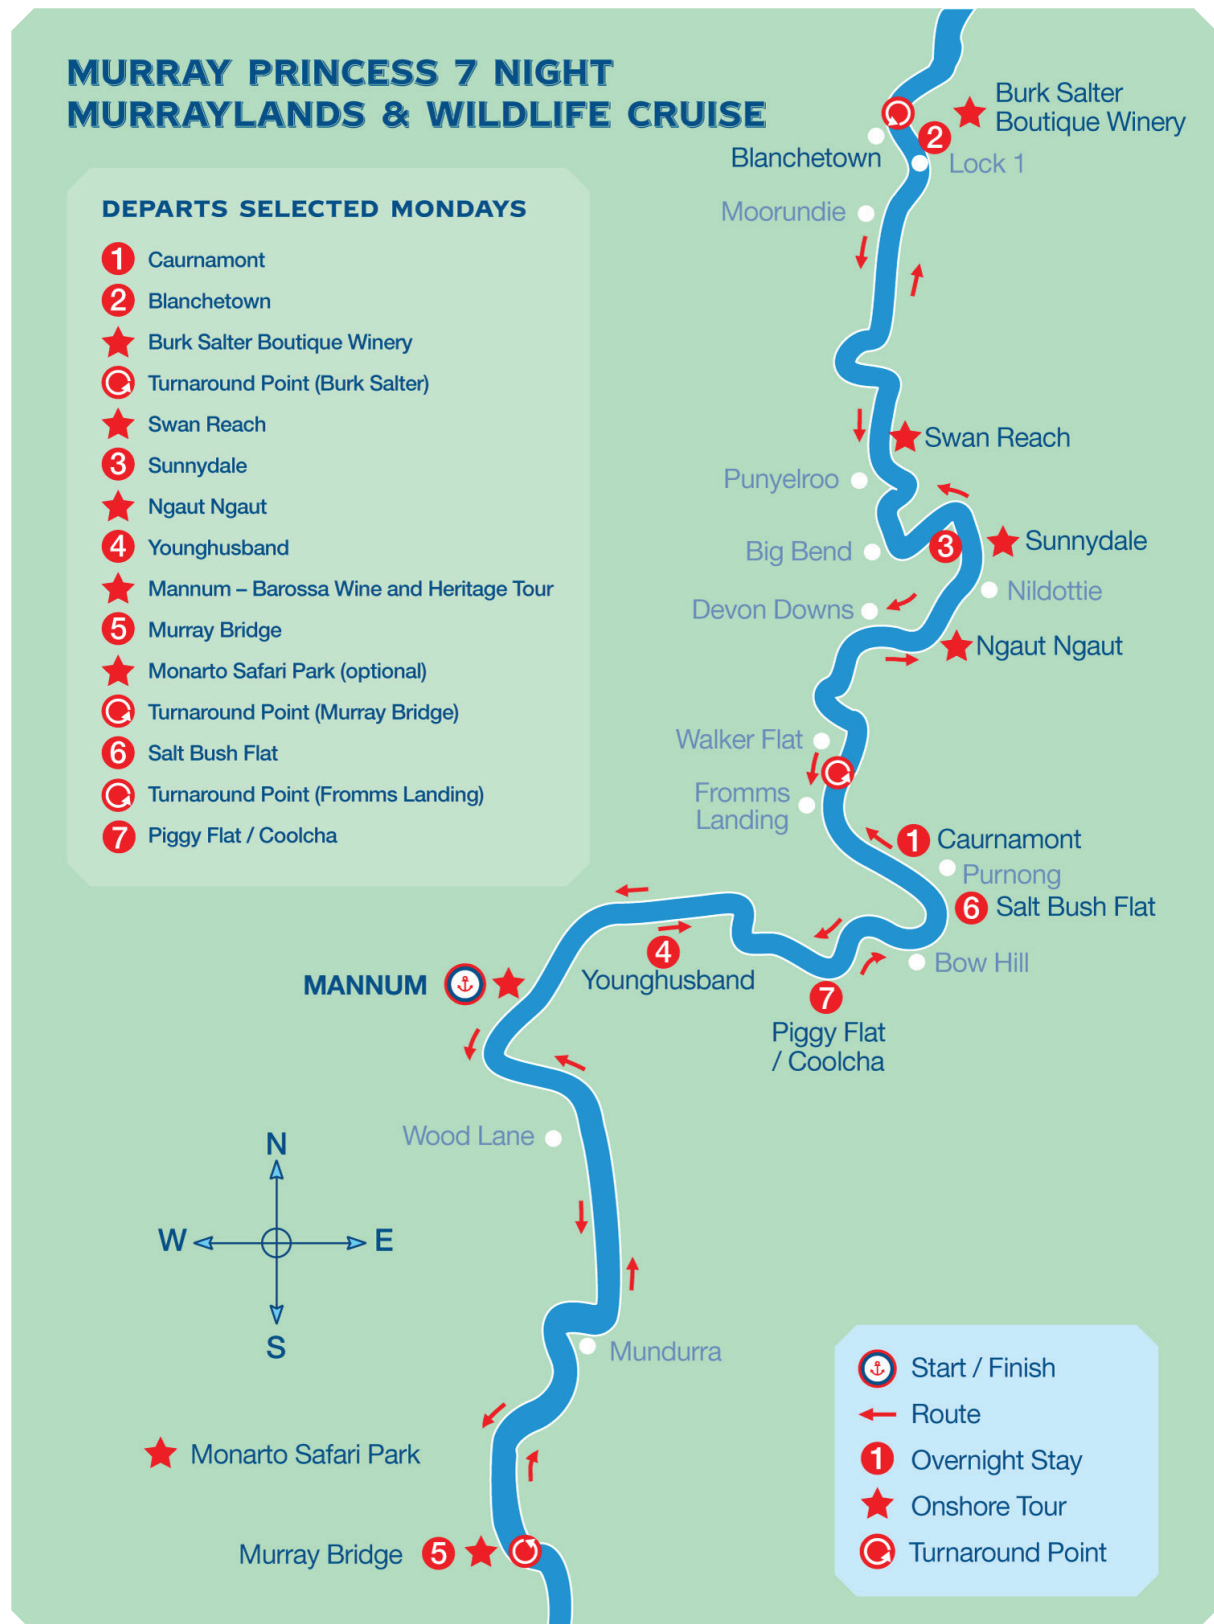 MURRAY PRINCESS 7 NIGHT
MURRAYLANDS & WILDLIFE CRUISE
DEPARTS SELECTED MONDAYS
1 Caurnamont
2 Blanchetown
Burk Salter Boutique Winery
Turnaround Point (Burk Salter)
Swan Reach
3 Sunnydale
Ngaut Ngaut
4 Younghusband
Mannum – Barossa Wine and Heritage Tour
5 Murray Bridge
Monarto Safari Park (optional)
Turnaround Point (Murray Bridge)
6 Salt Bush Flat
Turnaround Point (Fromms Landing)
7 Piggy Flat / Coolcha
Burk Salter
Boutique Winery
2
Blanchetown
Lock 1
Moorundie
Swan Reach
Punyelroo
3
Sunnydale
Big Bend
Nildottie
Devon Downs
Ngaut Ngaut
Walker Flat
Fromms
Landing
1 Caurnamont
Purnong
6 Salt Bush Flat
4
Younghusband
Bow Hill
MANNUM
7
Piggy Flat
/ Coolcha
Wood Lane
N
W E
S
Mundurra
Monarto Safari Park
Murray Bridge 5
Start / Finish
Route
1 Overnight Stay
Onshore Tour
Turnaround Point